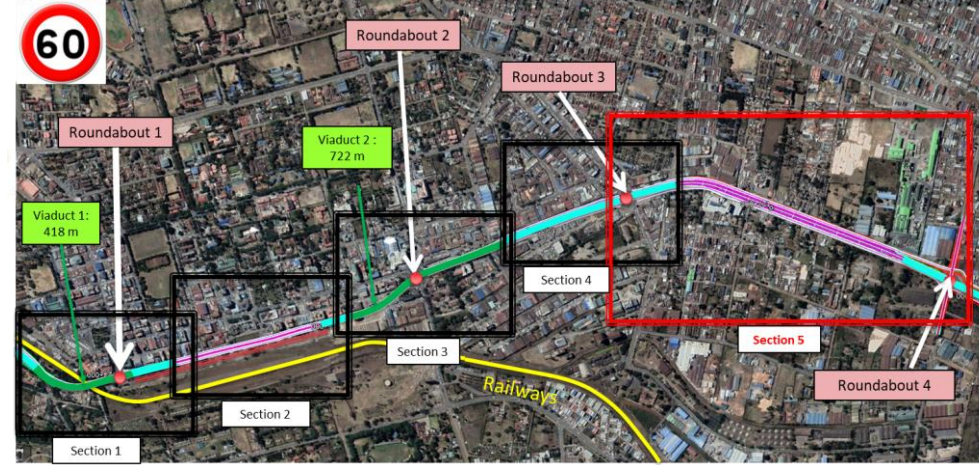 60
Roundabout 2
Roundabout 3
Roundabout 1
Viaduct 2 :
722 m
Viaduct 1:
418 m
Section 4
Section 5
Section 3
Railways
Roundabout 4
Section 2
Section 1